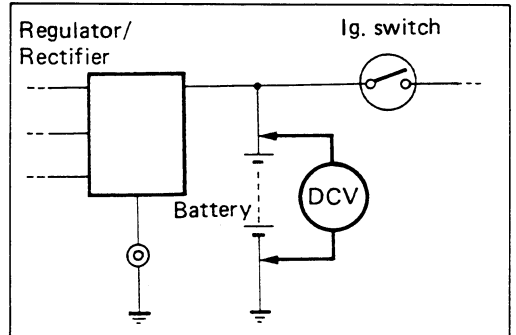 Regulator/
Rectifier
Ig. switch
Battery
DCV